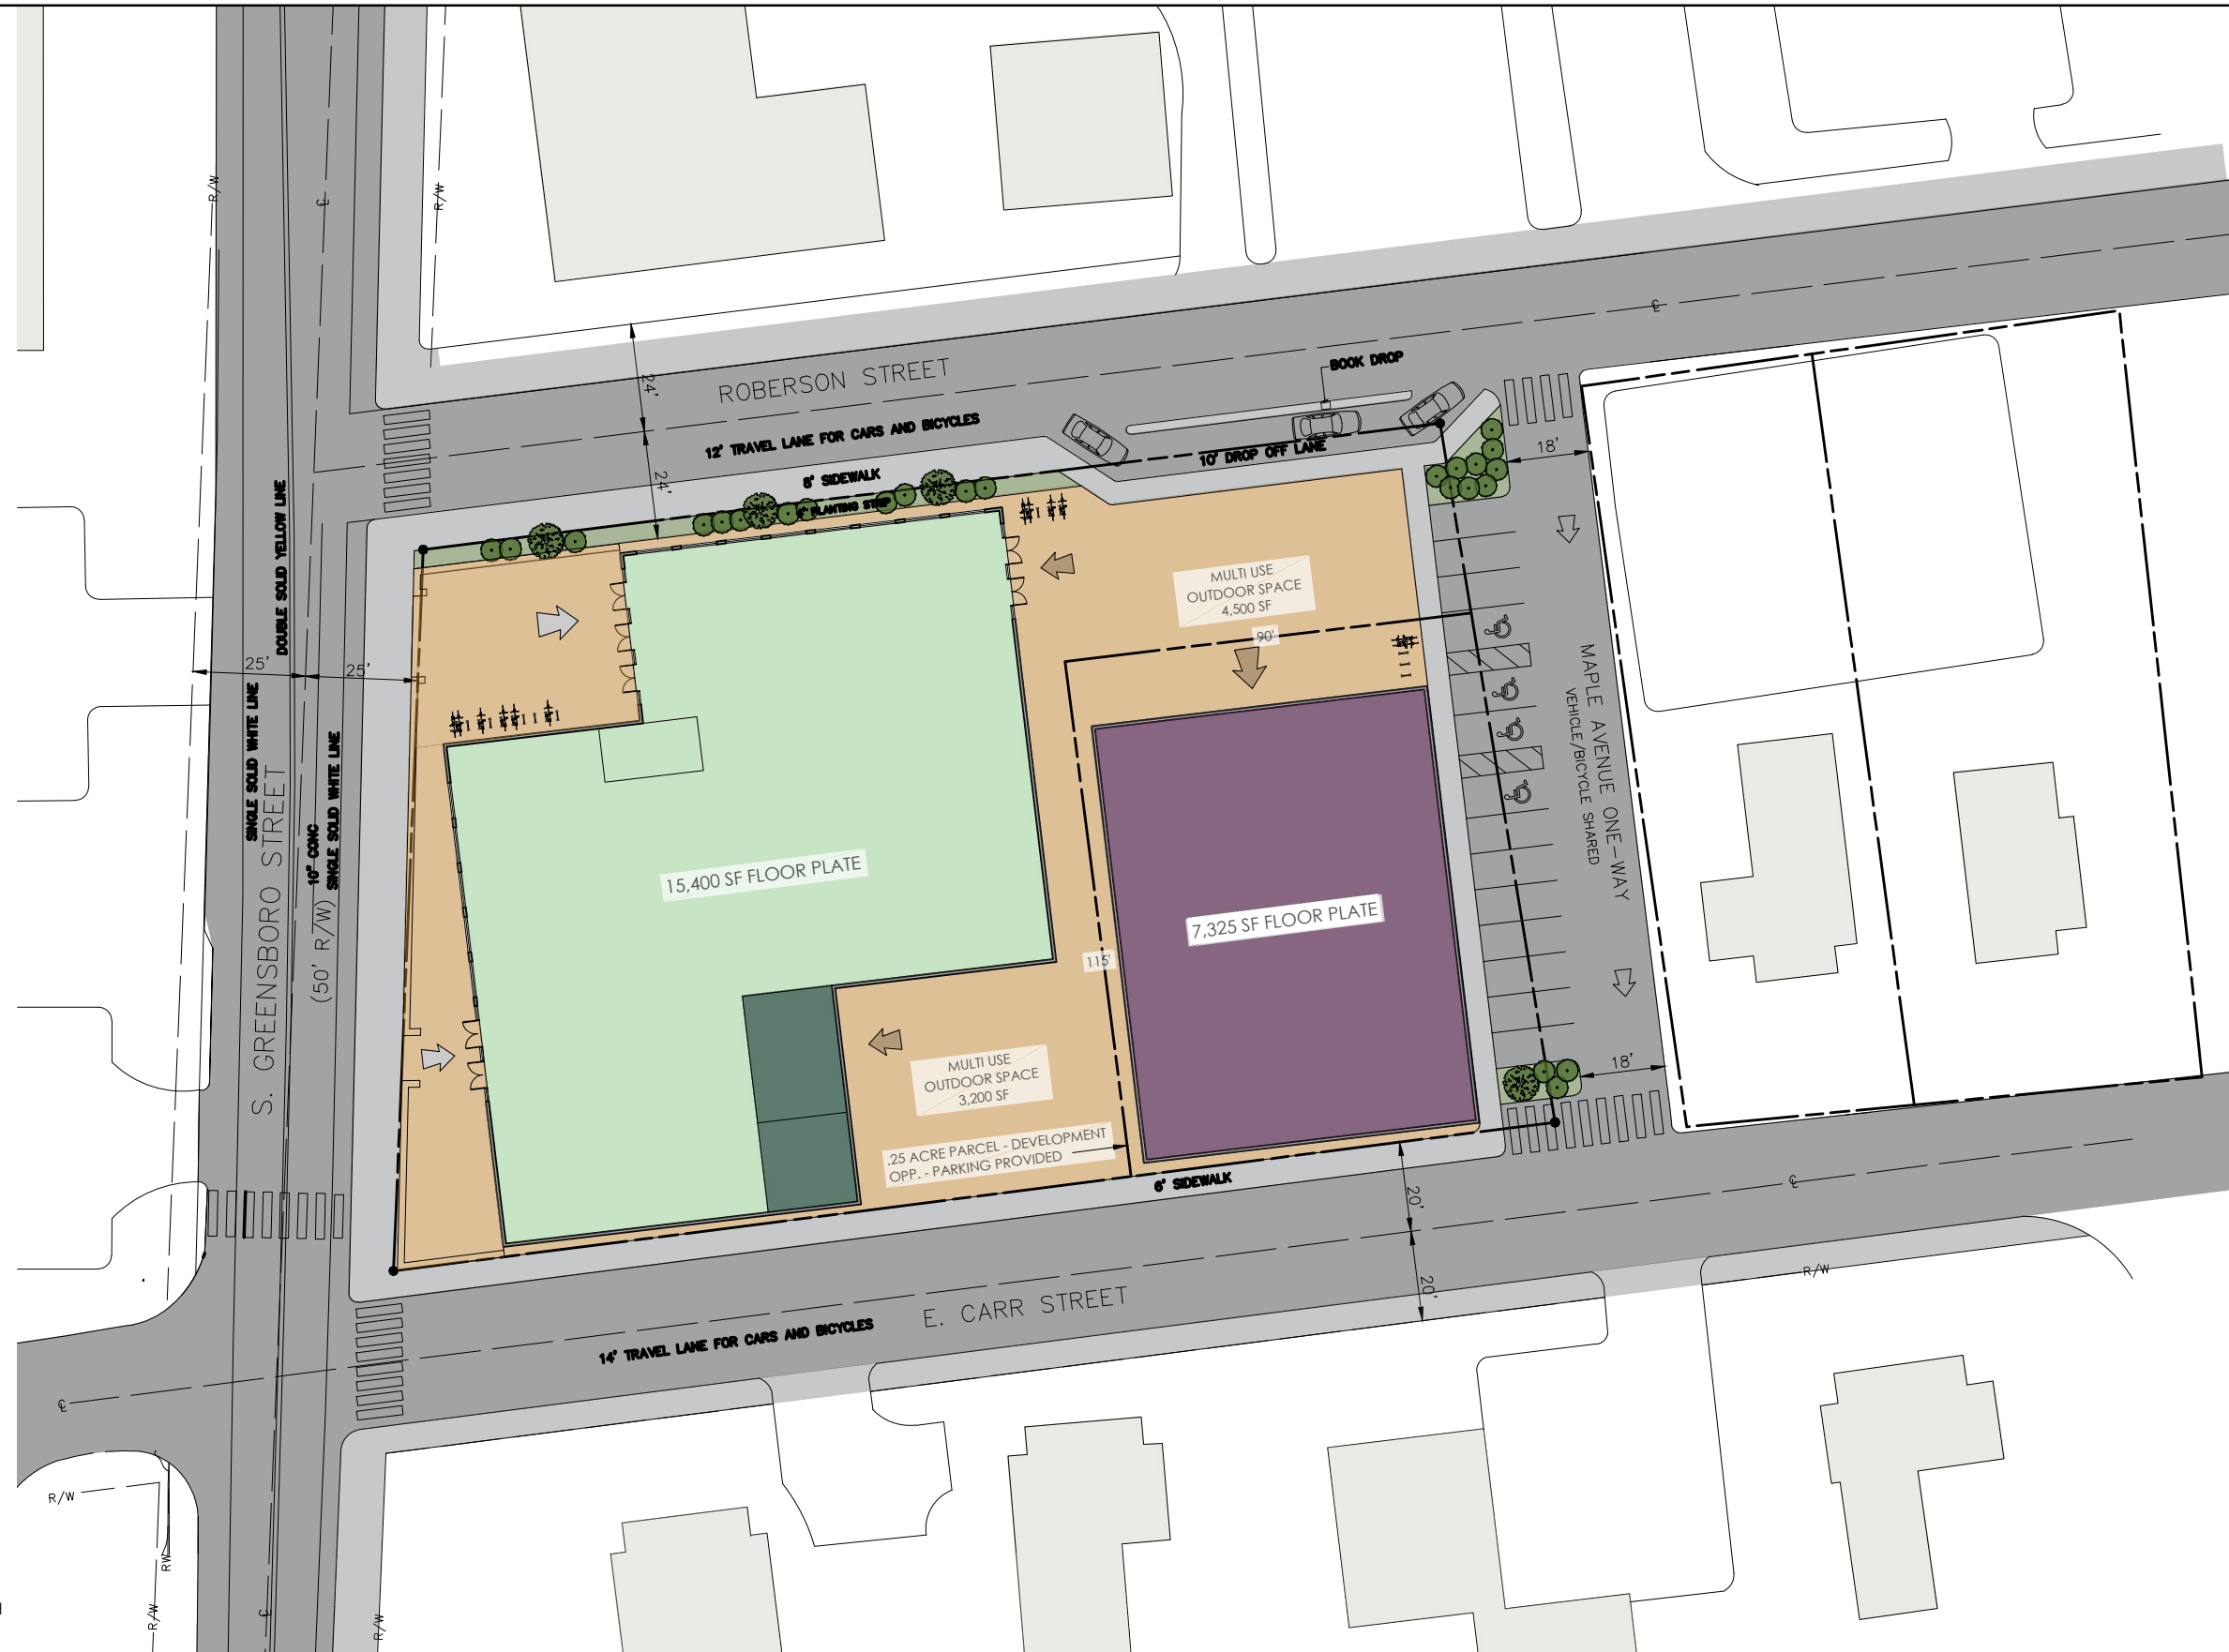 R/W
R/W
℄
ROBERSON STREET
24'
24'
12' TRAVEL LANE FOR CARS AND BICYCLES
8' SIDEWALK
PLANTING STRIP
BOOK DROP
10' DROP OFF LANE
℄
18'
DOUBLE SOLID YELLOW LINE
25'
25'
SINGLE SOLID WHITE LINE
S. GREENSBORO STREET
10" CONC
(50' R/W)
SINGLE SOLID WHITE LINE
MULTI USE
OUTDOOR SPACE
4,500 SF
90'
MAPLE AVENUE ONE-WAY
VEHICLE/BICYCLE SHARED
15,400 SF FLOOR PLATE
7,325 SF FLOOR PLATE
115'
MULTI USE
OUTDOOR SPACE
3,200 SF
.25 ACRE PARCEL - DEVELOPMENT
OPP. - PARKING PROVIDED
18'
6' SIDEWALK
20'
20'
℄
R/W
E. CARR STREET
14' TRAVEL LANE FOR CARS AND BICYCLES
℄
R/W
RW
R/W
℄
R/W